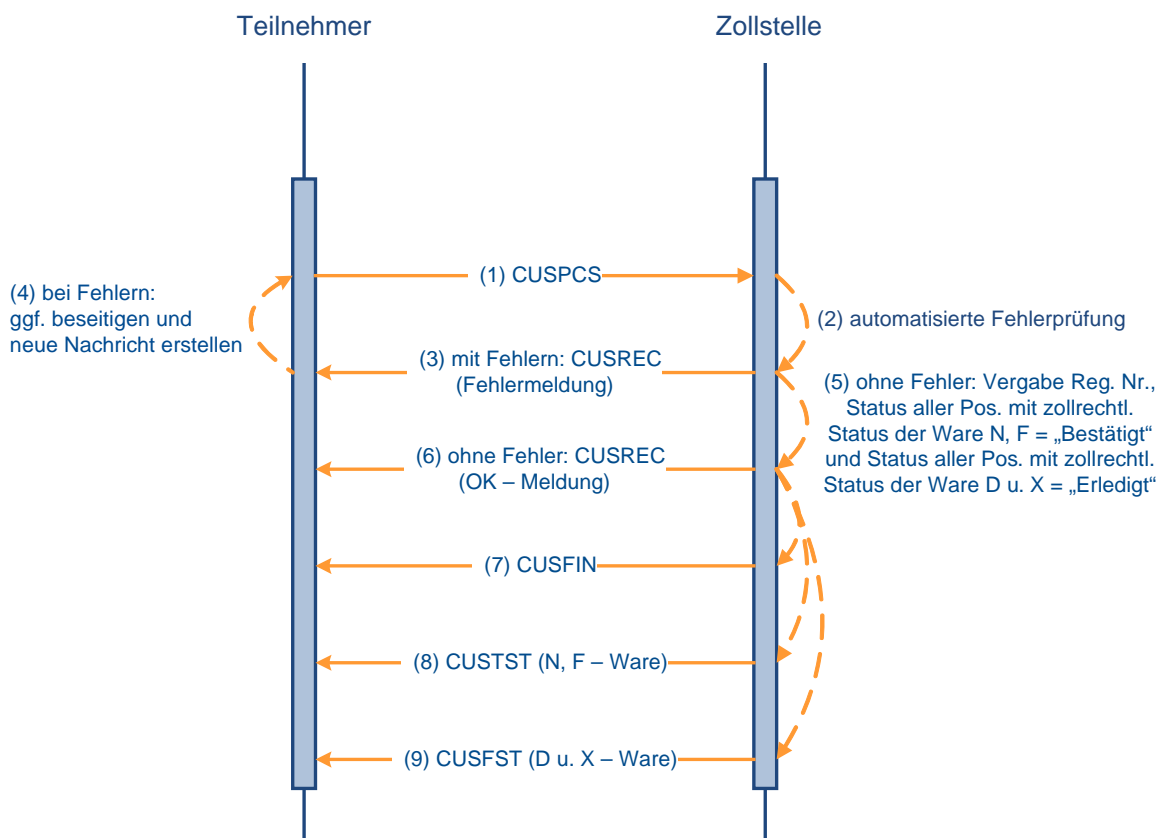 Teilnehmer
Zollstelle
(1) CUSPCS
(4) bei Fehlern:
ggf. beseitigen und
neue Nachricht erstellen
(2) automatisierte Fehlerprüfung
(3) mit Fehlern: CUSREC
(Fehlermeldung)
(5) ohne Fehler: Vergabe Reg. Nr.,
Status aller Pos. mit zollrechtl.
Status der Ware N, F = „Bestätigt“
und Status aller Pos. mit zollrechtl.
Status der Ware D u. X = „Erledigt“
(6) ohne Fehler: CUSREC
(OK – Meldung)
(7) CUSFIN
(8) CUSTST (N, F – Ware)
(9) CUSFST (D u. X – Ware)